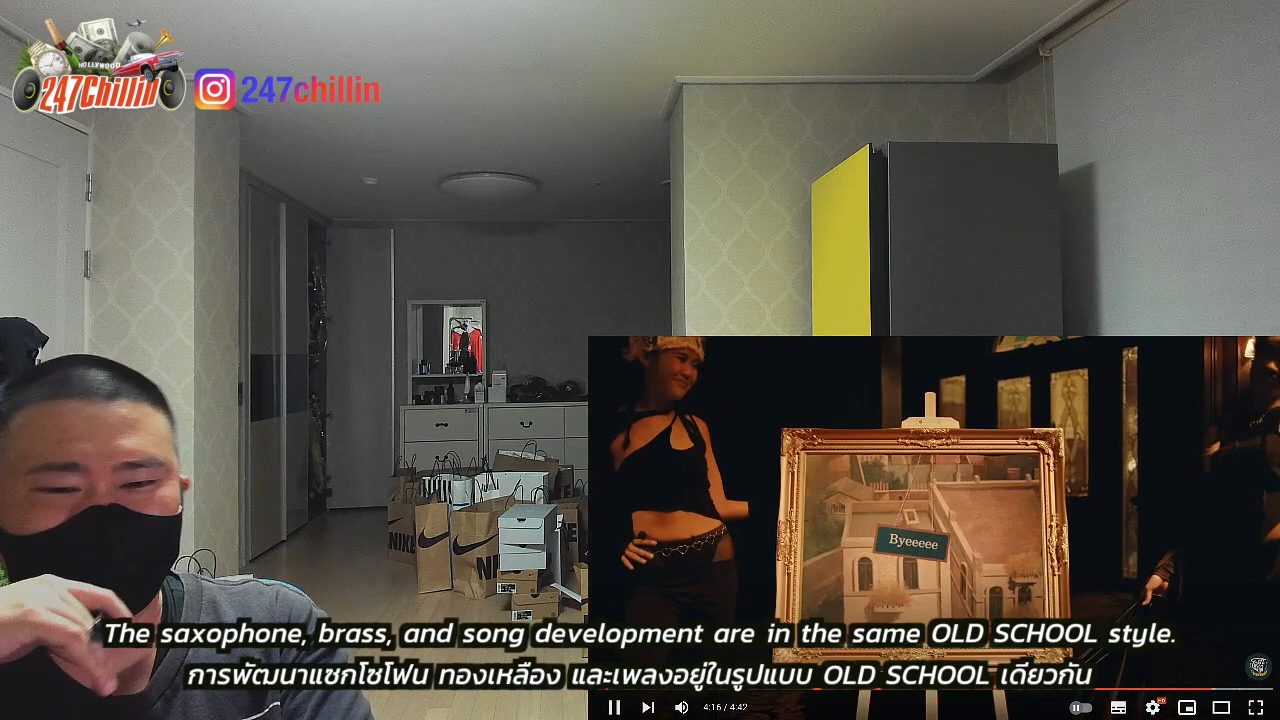 HOLLYWOOD
247Chillin
247chillin
NIKE
NIKE
NIKE
Byeeeee
The saxophone, brass, and song development are in the same OLD SCHOOL style.
การพัฒนาแซกโซโฟน ทองเหลือง และเพลงอยู่ในรูปแบบ OLD SCHOOL เดียวกัน
4:16 / 4:42